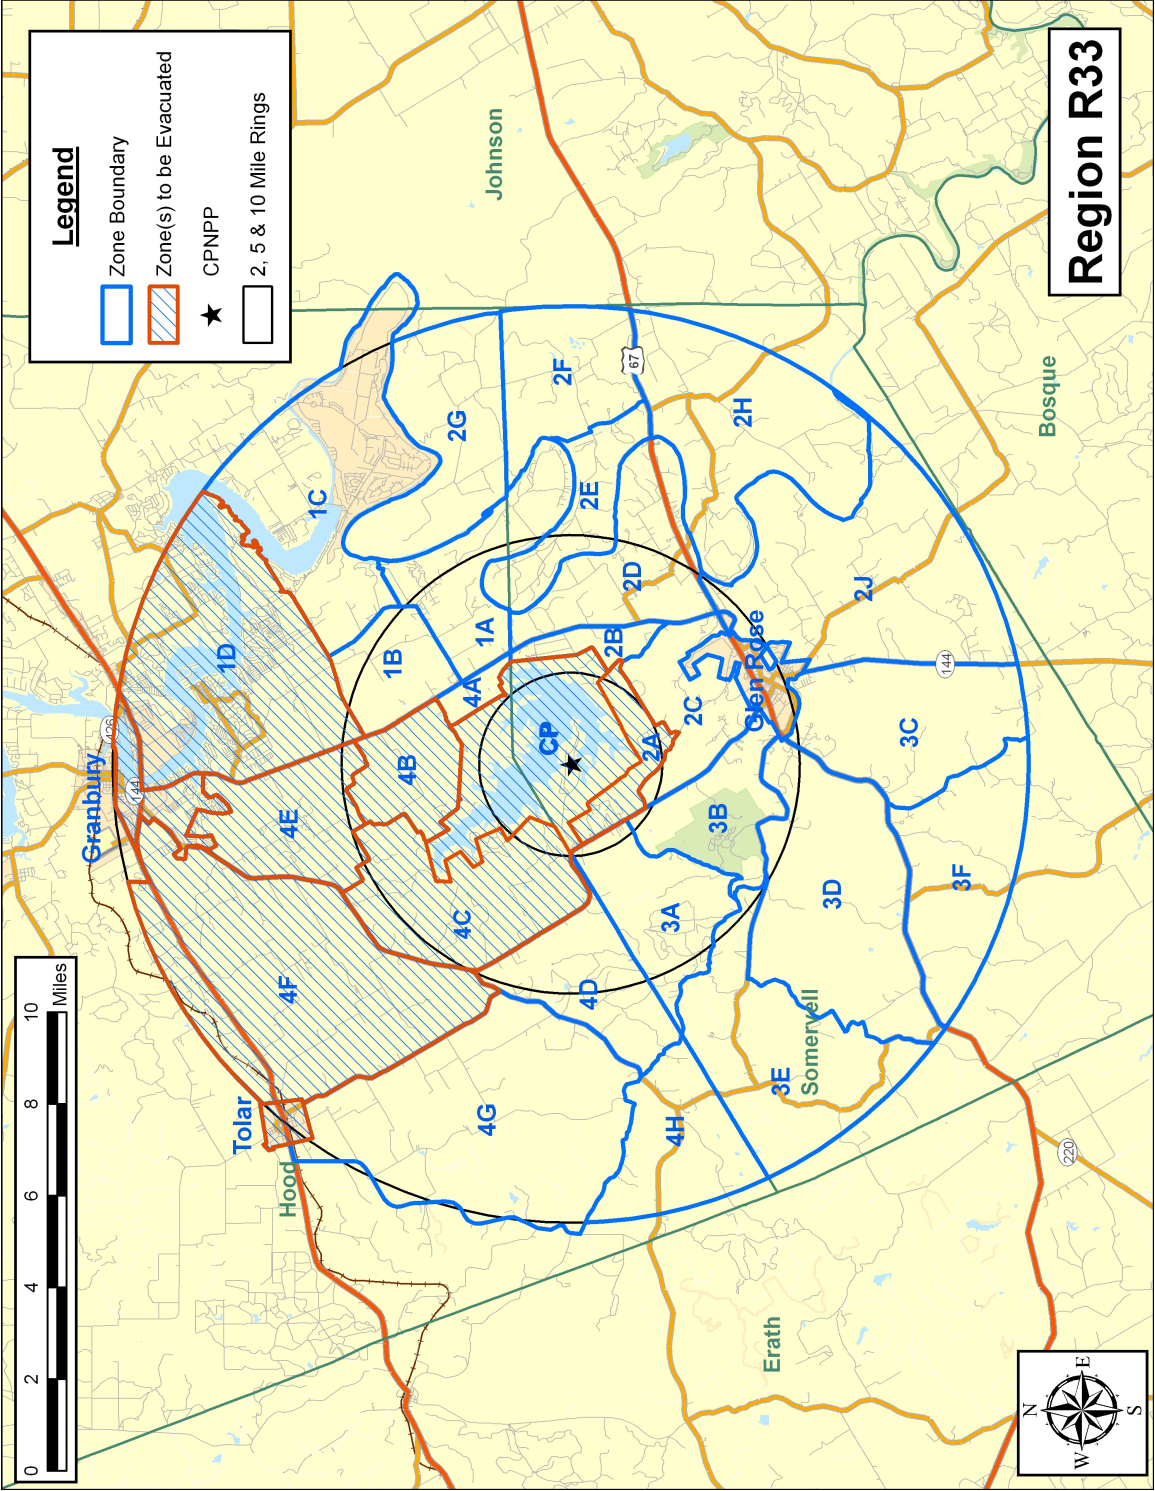 Legend
Zone Boundary
Zone(s) to be Evacuated
CPNPP
2, 5 & 10 Mile Rings
Region R33
0 2 4 6 8 10
Miles
N
W E
S
Granbury
Tolar
Glen Rose
Hood
Johnson
Bosque
Somervell
Erath
CP
1A
1B
1C
1D
2A
2B
2C
2D
2E
2F
2G
2H
2J
3A
3B
3C
3D
3E
3F
4A
4B
4C
4D
4E
4F
4G
4H
67
144
144
220
426